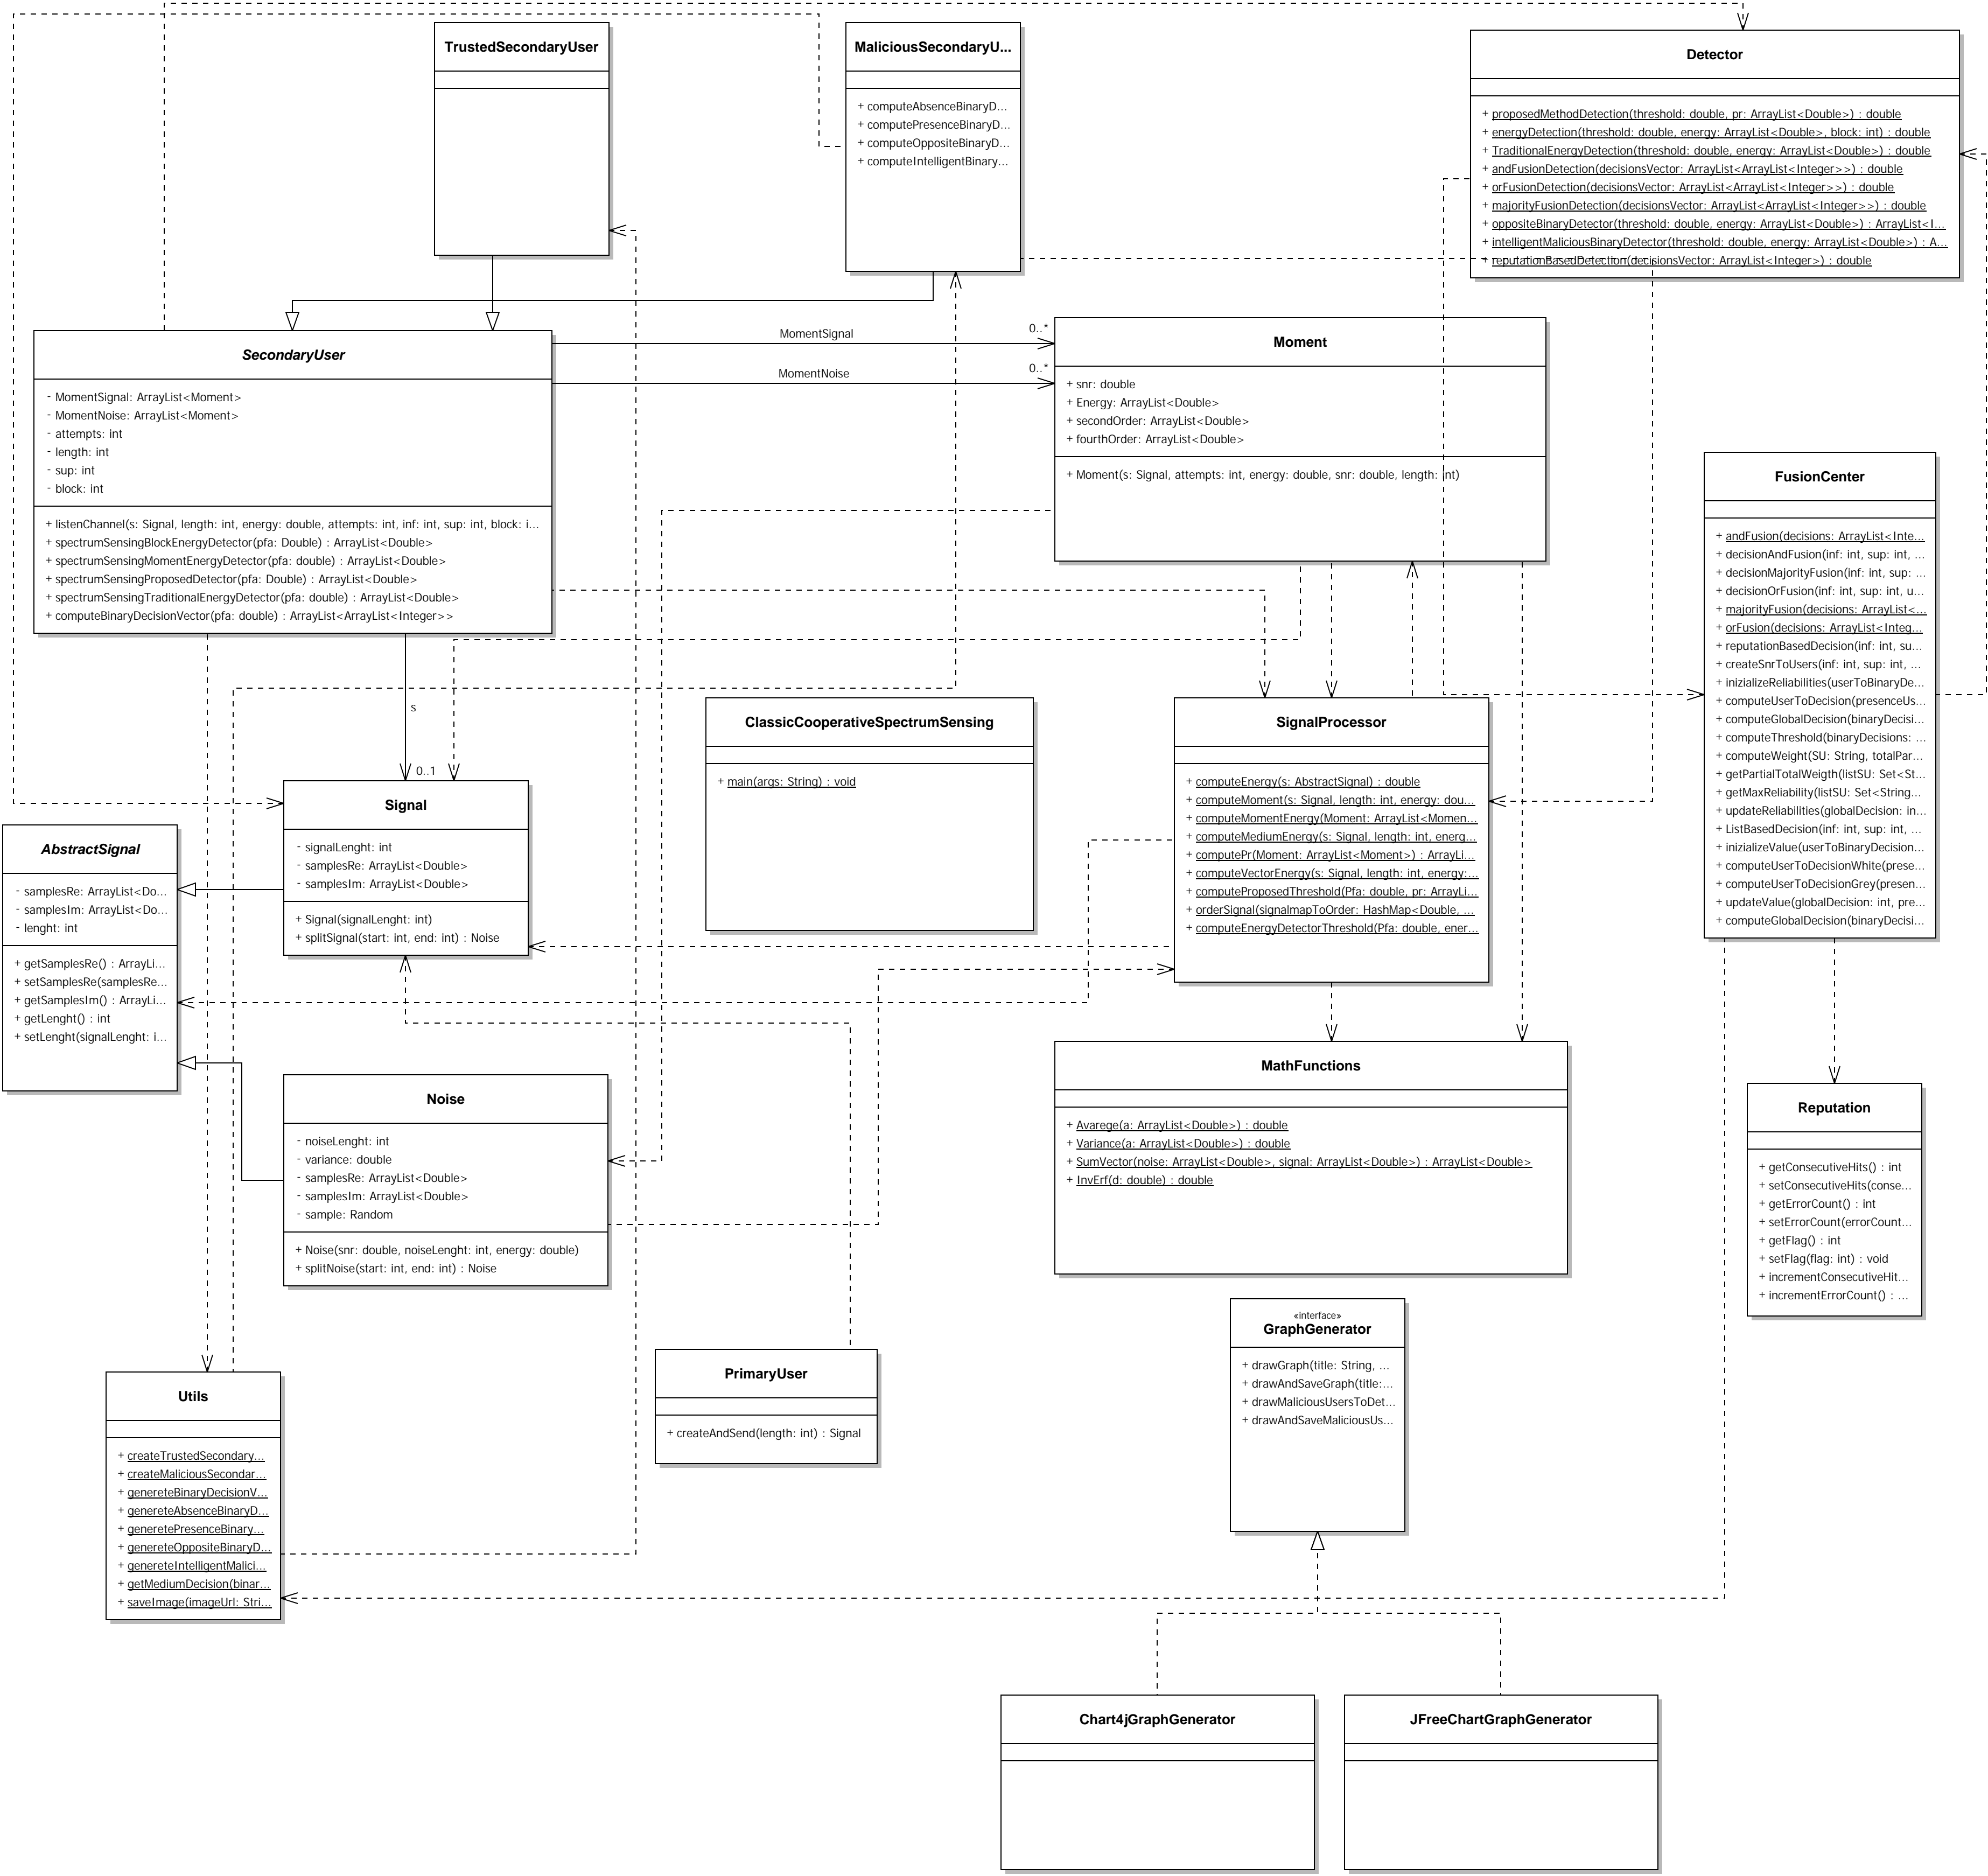 TrustedSecondaryUser
MaliciousSecondaryU...
+ computeAbsenceBinaryD...
+ computePresenceBinaryD...
+ computeOppositeBinaryD...
+ computeIntelligentBinary...
Detector
+ proposedMethodDetection(threshold: double, pr: ArrayList<Double>) : double
+ energyDetection(threshold: double, energy: ArrayList<Double>, block: int) : double
+ TraditionalEnergyDetection(threshold: double, energy: ArrayList<Double>) : double
+ andFusionDetection(decisionsVector: ArrayList<ArrayList<Integer>>) : double
+ orFusionDetection(decisionsVector: ArrayList<ArrayList<Integer>>) : double
+ majorityFusionDetection(decisionsVector: ArrayList<ArrayList<Integer>>) : double
+ oppositeBinaryDetector(threshold: double, energy: ArrayList<Double>) : ArrayList<I...
+ intelligentMaliciousBinaryDetector(threshold: double, energy: ArrayList<Double>) : A...
+ reputationBasedDetection(decisionsVector: ArrayList<Integer>) : double
SecondaryUser
- MomentSignal: ArrayList<Moment>
- MomentNoise: ArrayList<Moment>
- attempts: int
- length: int
- sup: int
- block: int
+ listenChannel(s: Signal, length: int, energy: double, attempts: int, inf: int, sup: int, block: i...
+ spectrumSensingBlockEnergyDetector(pfa: Double) : ArrayList<Double>
+ spectrumSensingMomentEnergyDetector(pfa: double) : ArrayList<Double>
+ spectrumSensingProposedDetector(pfa: Double) : ArrayList<Double>
+ spectrumSensingTraditionalEnergyDetector(pfa: double) : ArrayList<Double>
+ computeBinaryDecisionVector(pfa: double) : ArrayList<ArrayList<Integer>>
MomentSignal
0..*
MomentNoise
0..*
Moment
+ snr: double
+ Energy: ArrayList<Double>
+ secondOrder: ArrayList<Double>
+ fourthOrder: ArrayList<Double>
+ Moment(s: Signal, attempts: int, energy: double, snr: double, length: int)
FusionCenter
+ andFusion(decisions: ArrayList<Inte...
+ decisionAndFusion(inf: int, sup: int, ...
+ decisionMajorityFusion(inf: int, sup: ...
+ decisionOrFusion(inf: int, sup: int, u...
+ majorityFusion(decisions: ArrayList<...
+ orFusion(decisions: ArrayList<Integ...
+ reputationBasedDecision(inf: int, su...
+ createSnrToUsers(inf: int, sup: int, ...
+ inizializeReliabilities(userToBinaryDe...
+ computeUserToDecision(presenceUs...
+ computeGlobalDecision(binaryDecisi...
+ computeThreshold(binaryDecisions: ...
+ computeWeight(SU: String, totalPar...
+ getPartialTotalWeigth(listSU: Set<St...
+ getMaxReliability(listSU: Set<String...
+ updateReliabilities(globalDecision: in...
+ ListBasedDecision(inf: int, sup: int, ...
+ inizializeValue(userToBinaryDecision...
+ computeUserToDecisionWhite(prese...
+ computeUserToDecisionGrey(presen...
+ updateValue(globalDecision: int, pre...
+ computeGlobalDecision(binaryDecisi...
s
0..1
ClassicCooperativeSpectrumSensing
+ main(args: String) : void
SignalProcessor
+ computeEnergy(s: AbstractSignal) : double
+ computeMoment(s: Signal, length: int, energy: dou...
+ computeMomentEnergy(Moment: ArrayList<Momen...
+ computeMediumEnergy(s: Signal, length: int, energ...
+ computePr(Moment: ArrayList<Moment>) : ArrayLi...
+ computeVectorEnergy(s: Signal, length: int, energy:...
+ computeProposedThreshold(Pfa: double, pr: ArrayLi...
+ orderSignal(signalmapToOrder: HashMap<Double, ...
+ computeEnergyDetectorThreshold(Pfa: double, ener...
Signal
- signalLenght: int
- samplesRe: ArrayList<Double>
- samplesIm: ArrayList<Double>
+ Signal(signalLenght: int)
+ splitSignal(start: int, end: int) : Noise
AbstractSignal
- samplesRe: ArrayList<Do...
- samplesIm: ArrayList<Do...
- lenght: int
+ getSamplesRe() : ArrayLi...
+ setSamplesRe(samplesRe...
+ getSamplesIm() : ArrayLi...
+ getLenght() : int
+ setLenght(signalLenght: i...
Noise
- noiseLenght: int
- variance: double
- samplesRe: ArrayList<Double>
- samplesIm: ArrayList<Double>
- sample: Random
+ Noise(snr: double, noiseLenght: int, energy: double)
+ splitNoise(start: int, end: int) : Noise
MathFunctions
+ Avarege(a: ArrayList<Double>) : double
+ Variance(a: ArrayList<Double>) : double
+ SumVector(noise: ArrayList<Double>, signal: ArrayList<Double>) : ArrayList<Double>
+ InvErf(d: double) : double
Reputation
+ getConsecutiveHits() : int
+ setConsecutiveHits(conse...
+ getErrorCount() : int
+ setErrorCount(errorCount...
+ getFlag() : int
+ setFlag(flag: int) : void
+ incrementConsecutiveHit...
+ incrementErrorCount() : ...
«interface»
GraphGenerator
+ drawGraph(title: String, ...
+ drawAndSaveGraph(title:...
+ drawMaliciousUsersToDet...
+ drawAndSaveMaliciousUs...
PrimaryUser
+ createAndSend(length: int) : Signal
Utils
+ createTrustedSecondary...
+ createMaliciousSecondar...
+ genereteBinaryDecisionV...
+ genereteAbsenceBinaryD...
+ generetePresenceBinary...
+ genereteOppositeBinaryD...
+ genereteIntelligentMalici...
+ getMediumDecision(binar...
+ saveImage(imageUrl: Stri...
Chart4jGraphGenerator
JFreeChartGraphGenerator